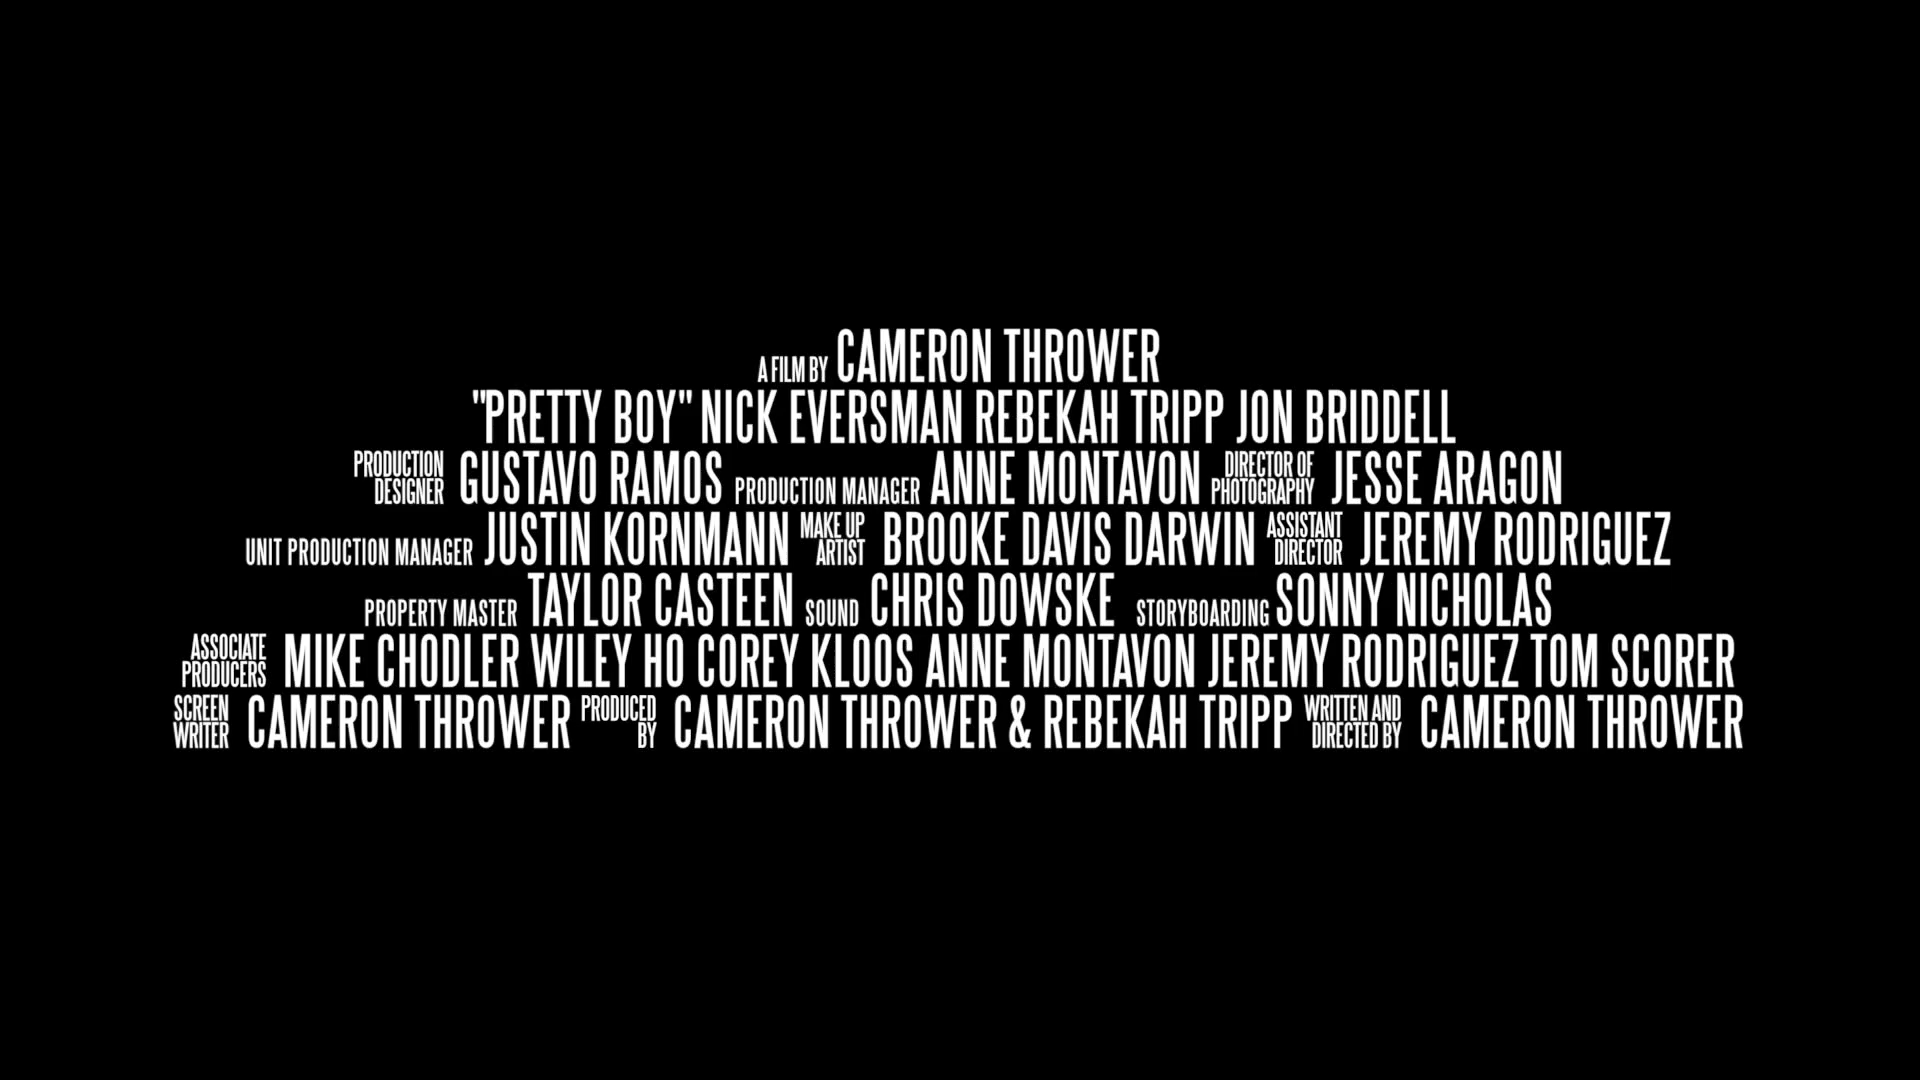 A FILM BY CAMERON THROWER
"PRETTY BOY" NICK EVERSMAN REBEKAH TRIPP JON BRIDDELL
PRODUCTION DESIGNER GUSTAVO RAMOS PRODUCTION MANAGER ANNE MONTAVON DIRECTOR OF PHOTOGRAPHY JESSE ARAGON
UNIT PRODUCTION MANAGER JUSTIN KORNMANN MAKE UP ARTIST BROOKE DAVIS DARWIN ASSISTANT DIRECTOR JEREMY RODRIGUEZ
PROPERTY MASTER TAYLOR CASTEEN SOUND CHRIS DOWSKE STORYBOARDING SONNY NICHOLAS
ASSOCIATE PRODUCERS MIKE CHODLER WILEY HO COREY KLOOS ANNE MONTAVON JEREMY RODRIGUEZ TOM SCORER
SCREEN WRITER CAMERON THROWER PRODUCED BY CAMERON THROWER & REBEKAH TRIPP WRITTEN AND DIRECTED BY CAMERON THROWER